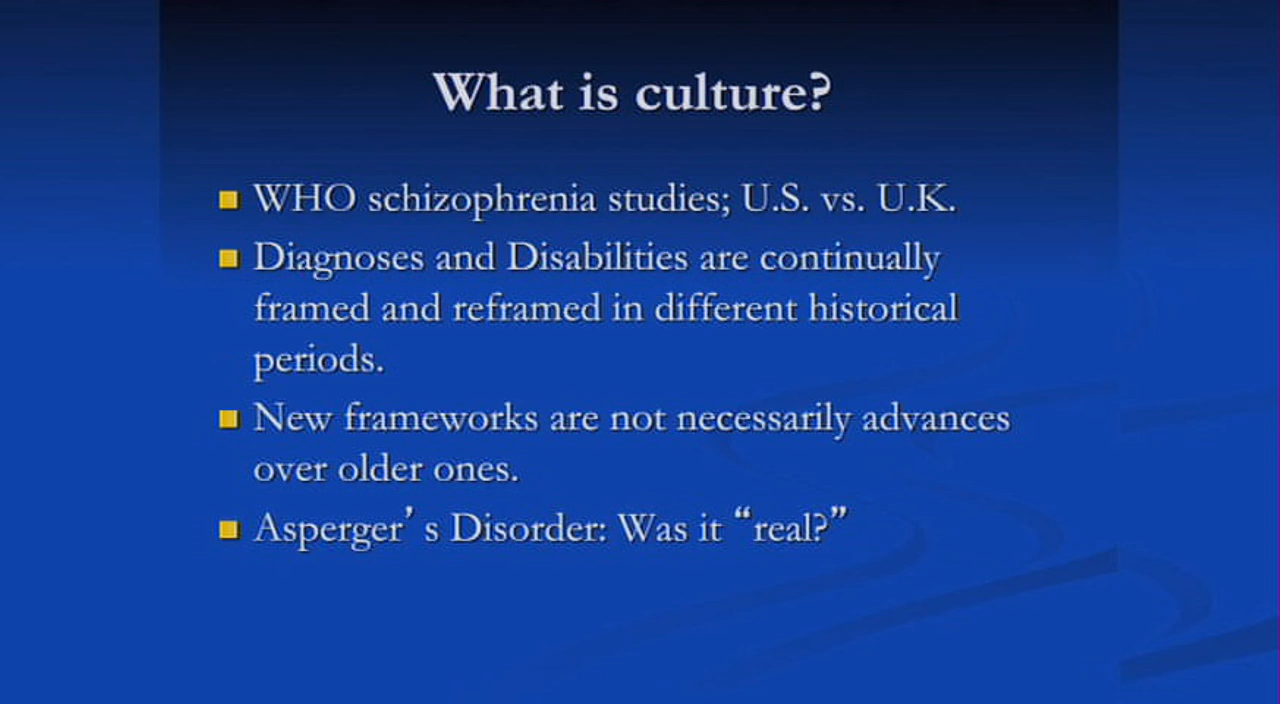 What is culture?
WHO schizophrenia studies; U.S. vs. U.K.
Diagnoses and Disabilities are continually
framed and reframed in different historical
periods.
New frameworks are not necessarily advances
over older ones.
Asperger’ s Disorder: Was it “real?”